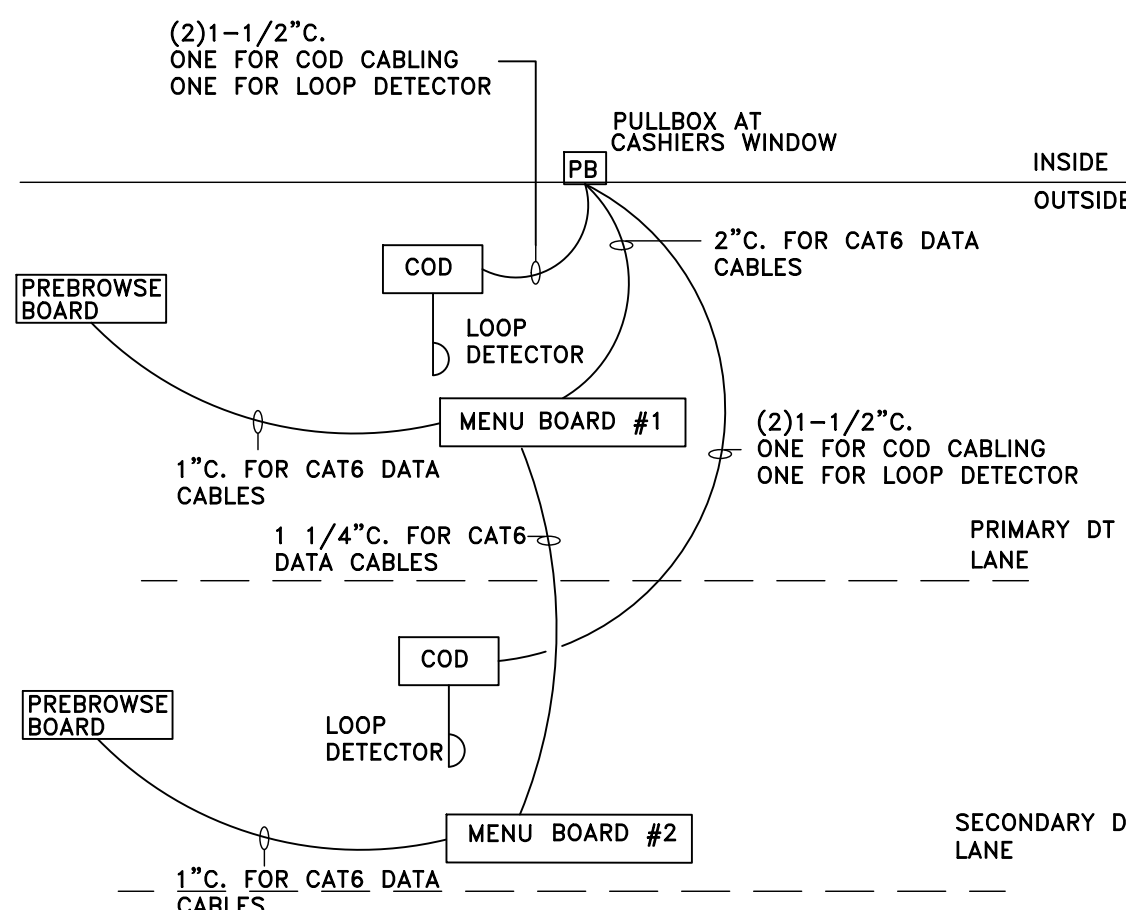 (2)1-1/2"C.
ONE FOR COD CABLING
ONE FOR LOOP DETECTOR
PULLBOX AT
CASHIERS WINDOW
PB
INSIDE
OUTSIDE
2"C. FOR CAT6 DATA
CABLES
COD
PREBROWSE
BOARD
LOOP
DETECTOR
MENU BOARD #1
(2)1-1/2"C.
ONE FOR COD CABLING
ONE FOR LOOP DETECTOR
1"C. FOR CAT6 DATA
CABLES
1 1/4"C. FOR CAT6
DATA CABLES
PRIMARY DT
LANE
COD
PREBROWSE
BOARD
LOOP
DETECTOR
MENU BOARD #2
SECONDARY D
LANE
1"C. FOR CAT6 DATA
CABLES